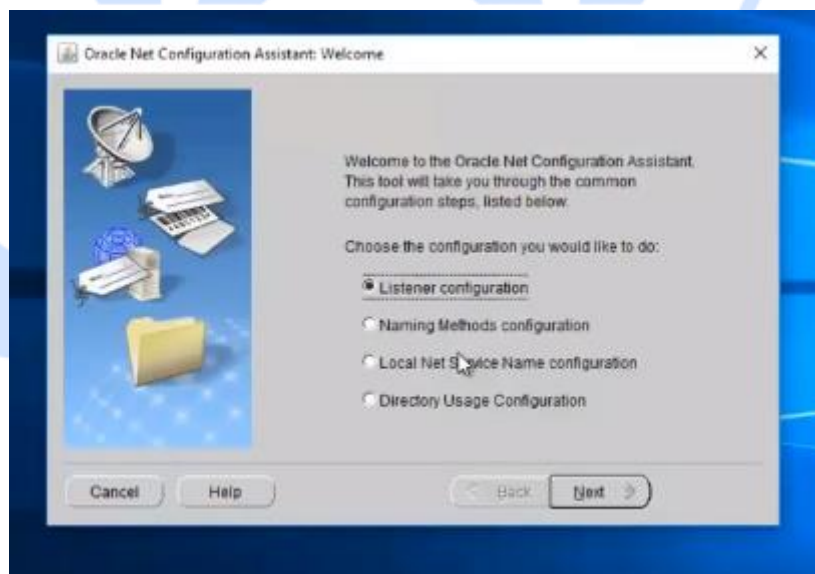 Oracle Net Configuration Assistant: Welcome
Welcome to the Oracle Net Configuration Assistant.
This tool will take you through the common
configuration steps, listed below:
Choose the configuration you would like to do:
Listener configuration
Naming Methods configuration
Local Net Service Name configuration
Directory Usage Configuration
Cancel
Help
Back
Next